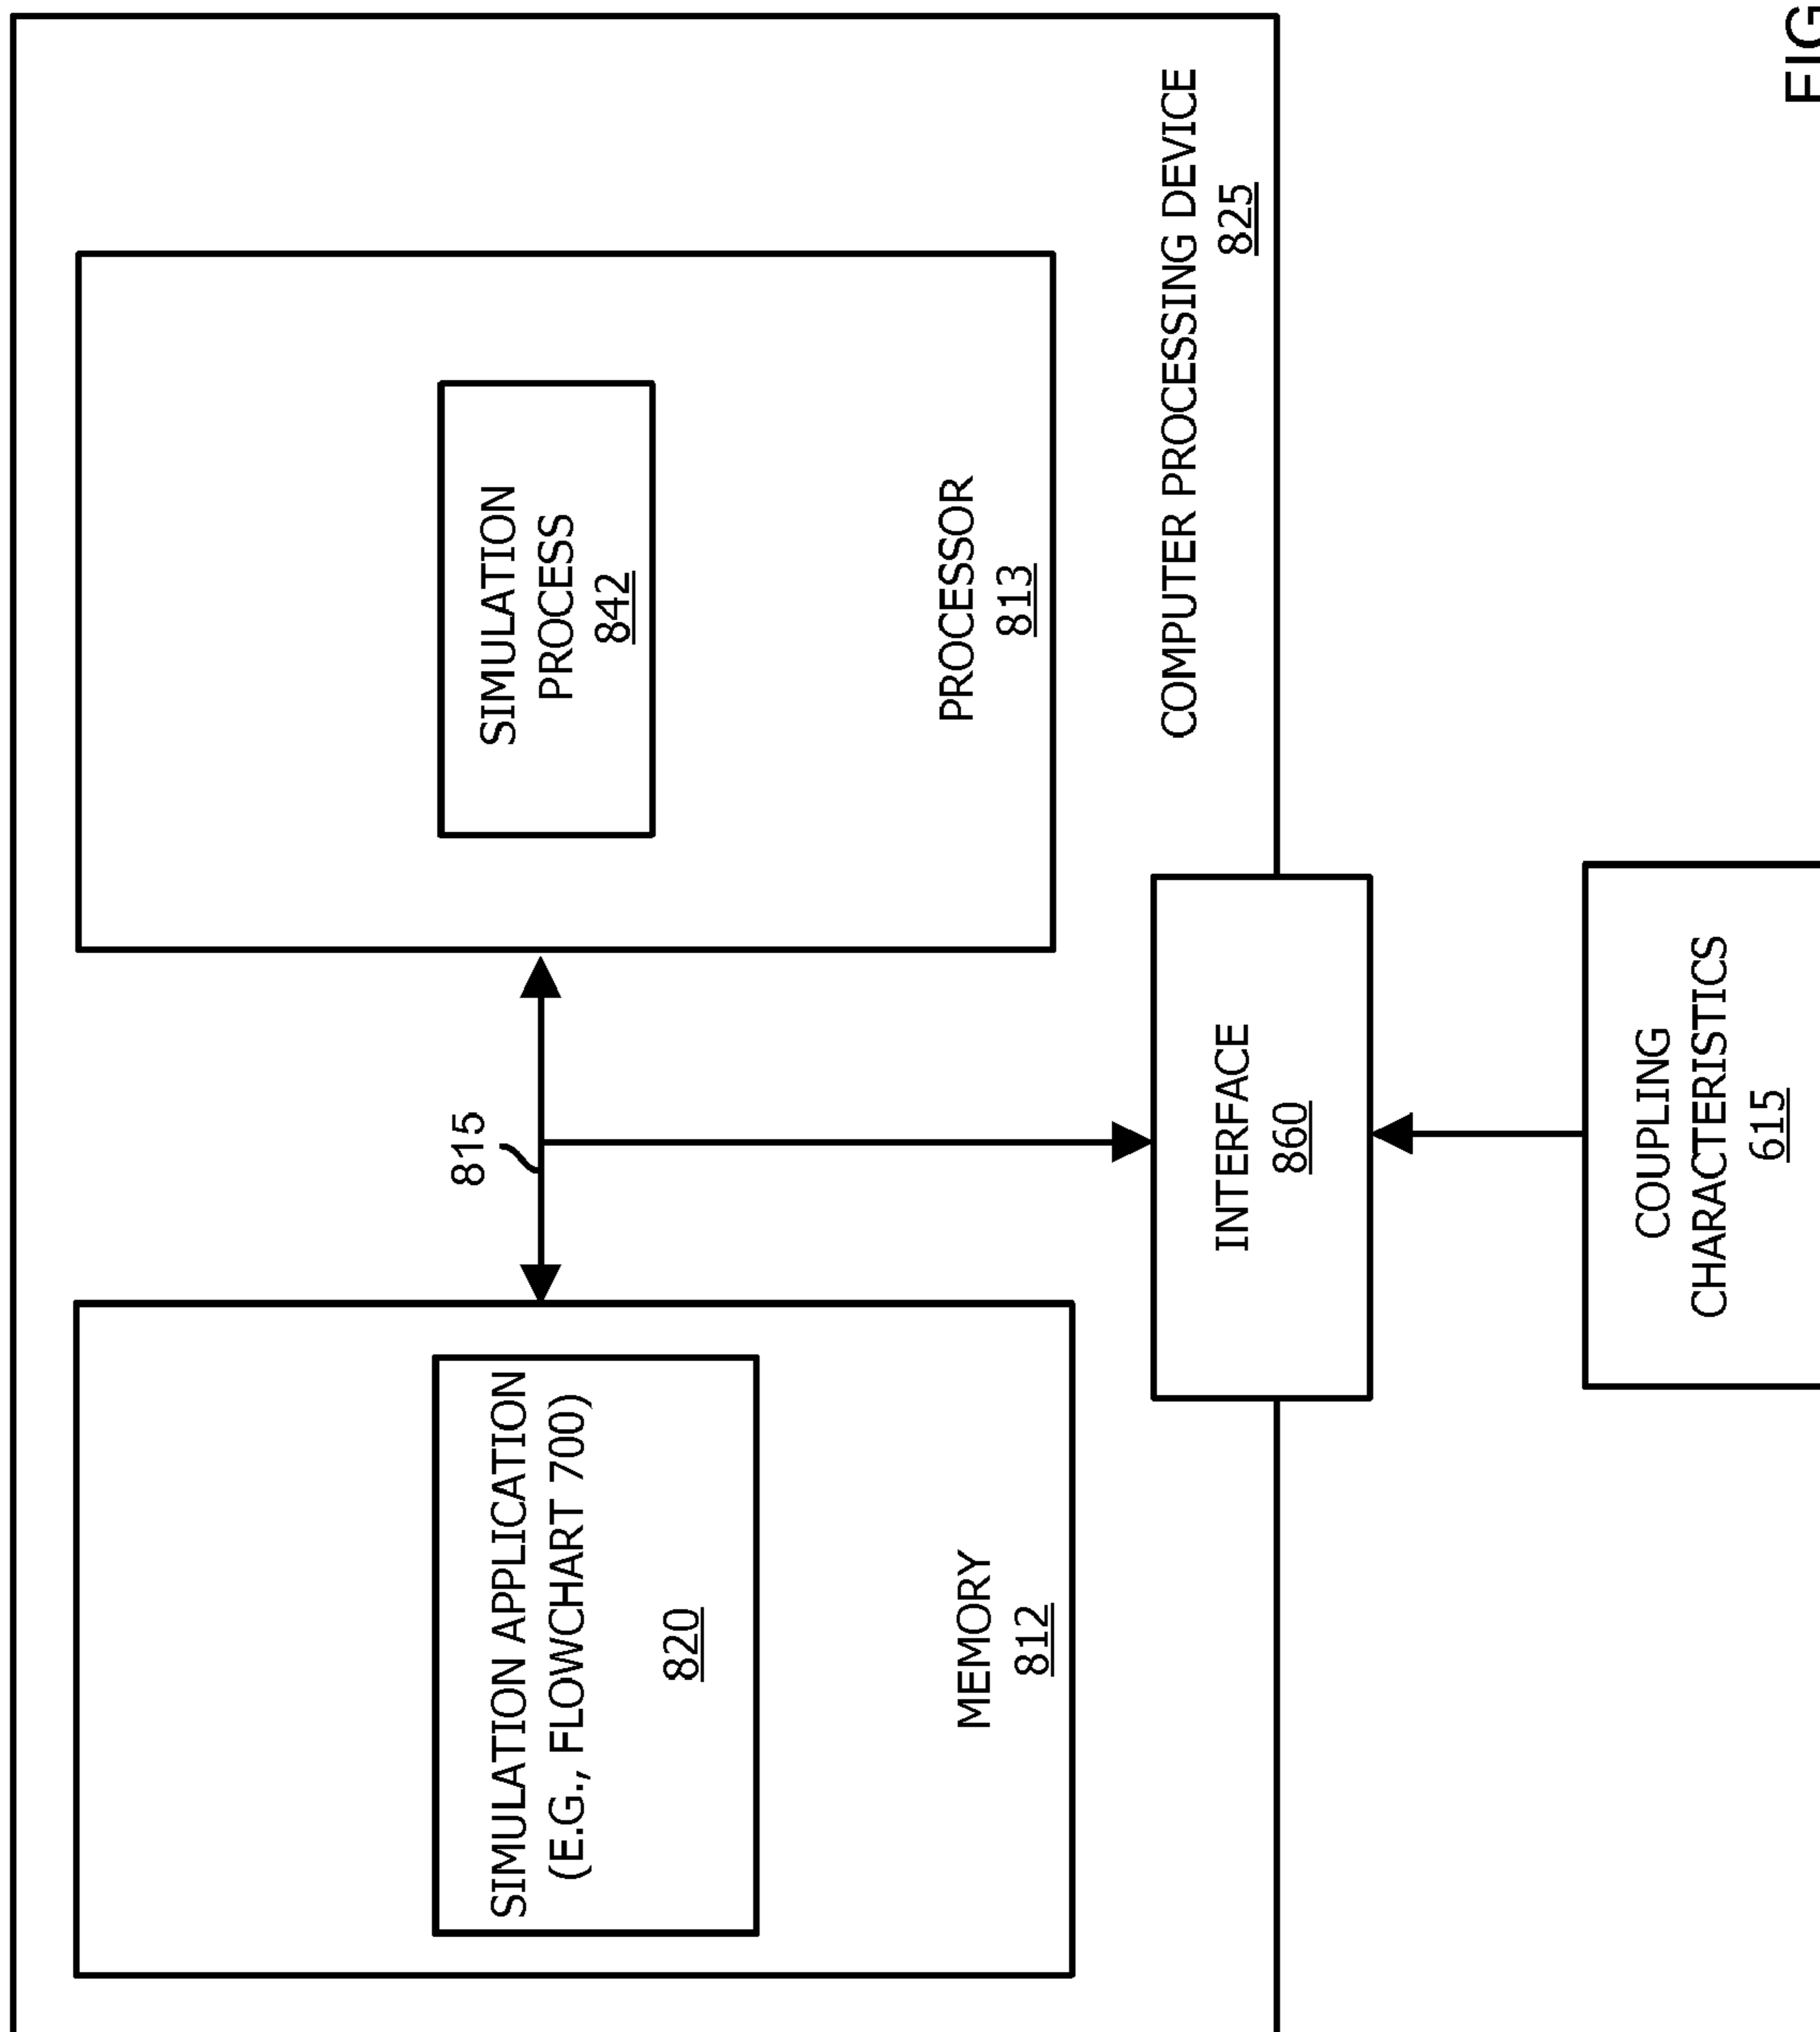 815
SIMULATION APPLICATION
(E.G., FLOWCHART 700)
820
MEMORY
812
SIMULATION
PROCESS
842
PROCESSOR
813
COMPUTER PROCESSING DEVICE
825
INTERFACE
860
COUPLING
CHARACTERISTICS
615
FIG